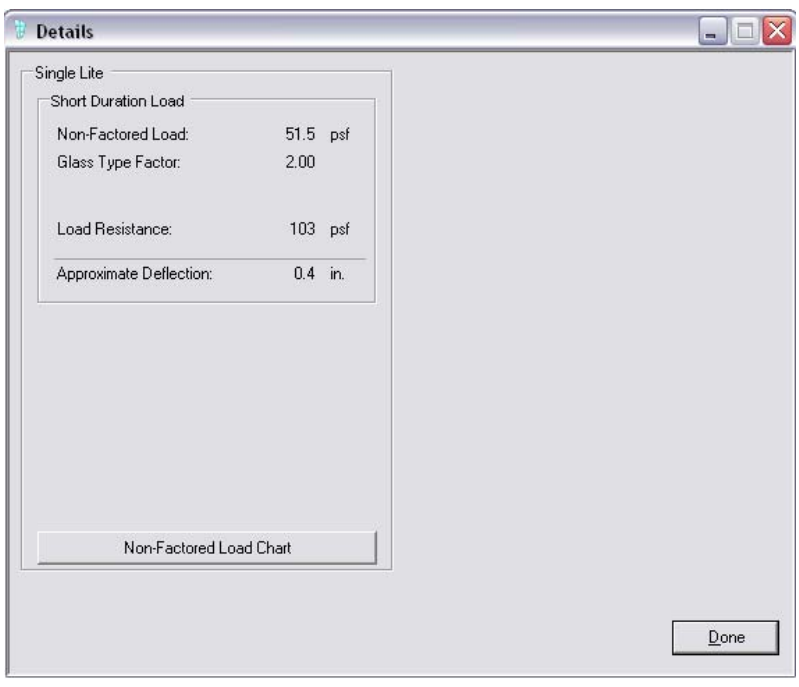 Details
Single Lite
Short Duration Load
Non-Factored Load: 51.5 psf
Glass Type Factor: 2.00
Load Resistance: 103 psf
Approximate Deflection: 0.4 in.
Non-Factored Load Chart
Done